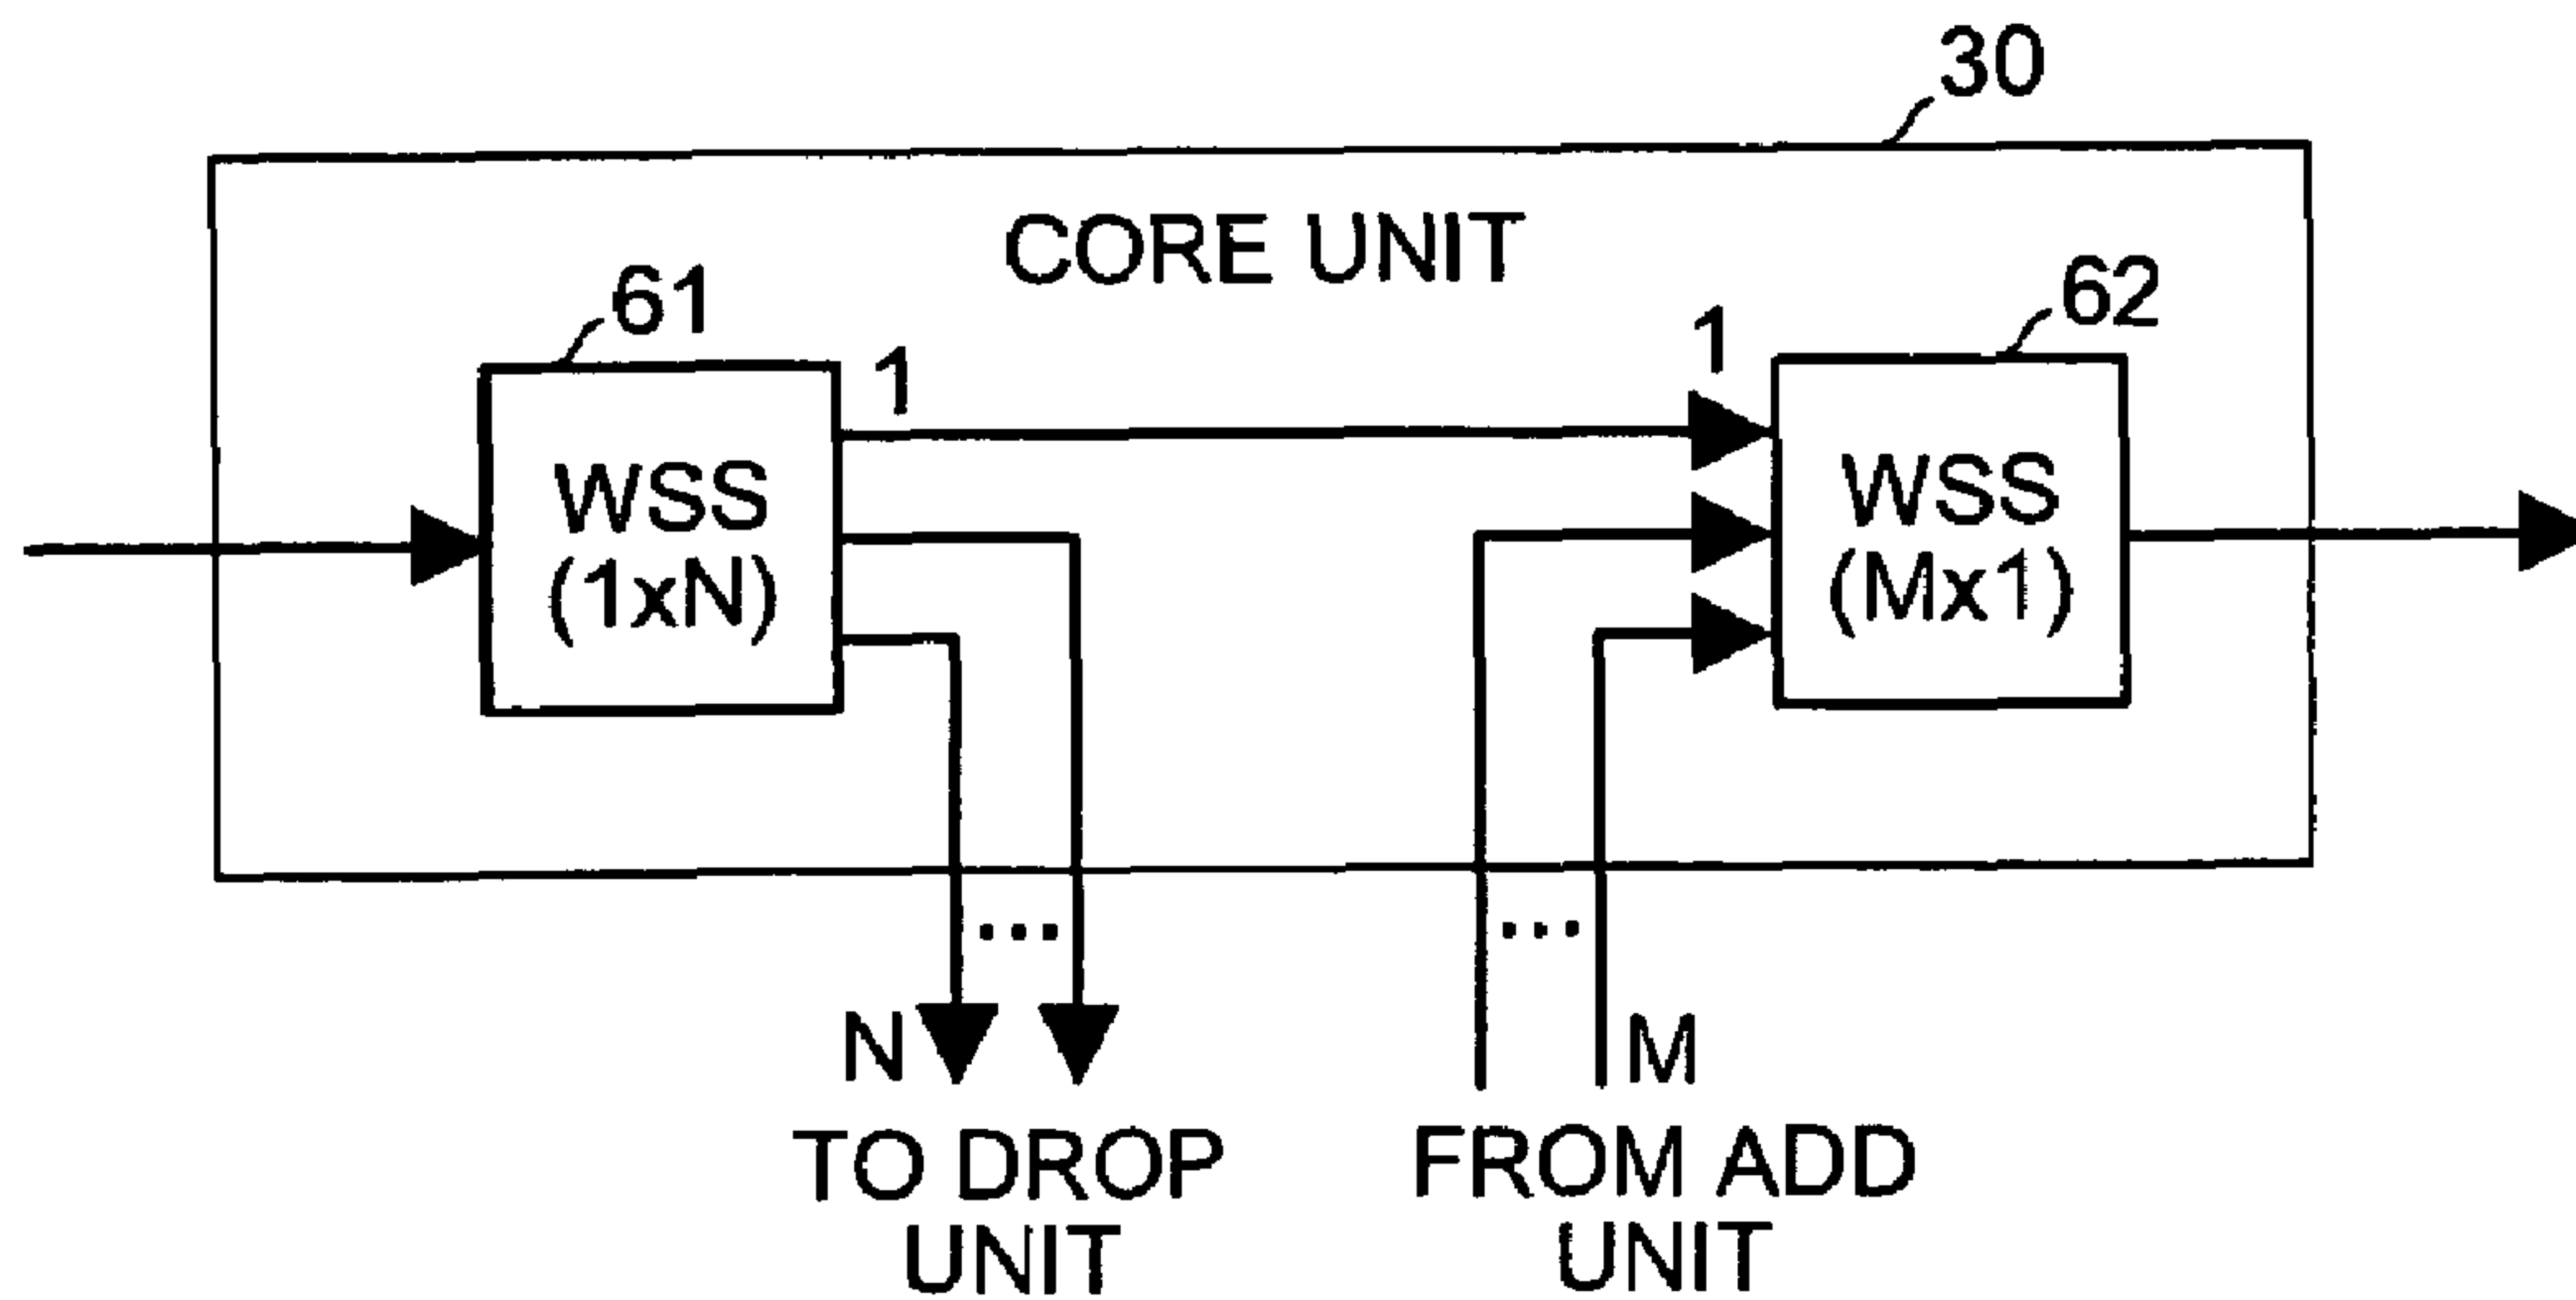 30
CORE UNIT
61
62
1
1
WSS
(1xN)
WSS
(Mx1)
...
...
N
M
TO DROP
UNIT
FROM ADD
UNIT